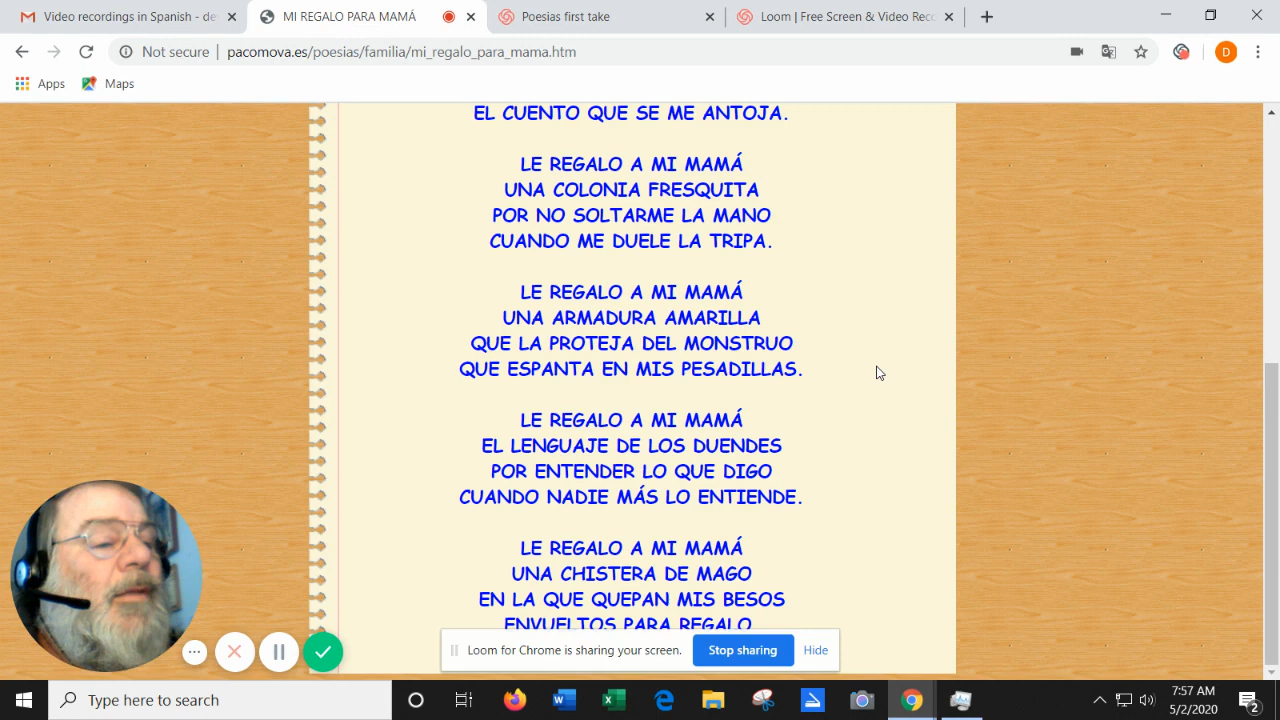 Video recordings in Spanish - de
MI REGALO PARA MAMÁ
Poesias first take
Loom | Free Screen & Video Rec
Not secure | pacomova.es/poesias/familia/mi_regalo_para_mama.htm
D
Apps
Maps
EL CUENTO QUE SE ME ANTOJA.
LE REGALO A MI MAMÁ
UNA COLONIA FRESQUITA
POR NO SOLTARME LA MANO
CUANDO ME DUELE LA TRIPA.
LE REGALO A MI MAMÁ
UNA ARMADURA AMARILLA
QUE LA PROTEJA DEL MONSTRUO
QUE ESPANTA EN MIS PESADILLAS.
LE REGALO A MI MAMÁ
EL LENGUAJE DE LOS DUENDES
POR ENTENDER LO QUE DIGO
CUANDO NADIE MÁS LO ENTIENDE.
LE REGALO A MI MAMÁ
UNA CHISTERA DE MAGO
EN LA QUE QUEPAN MIS BESOS
ENVUELTOS PARA REGALO
Loom for Chrome is sharing your screen.
Stop sharing
Hide
Type here to search
7:57 AM
5/2/2020
2